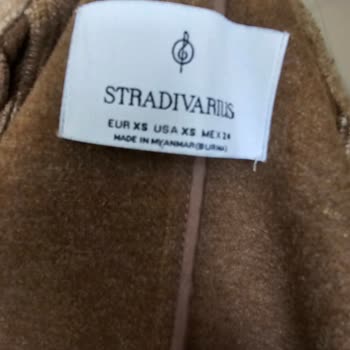 STRADIVARIUS
EUR XS USA XS MEX 24
MADE IN MYANMAR(BURMA)